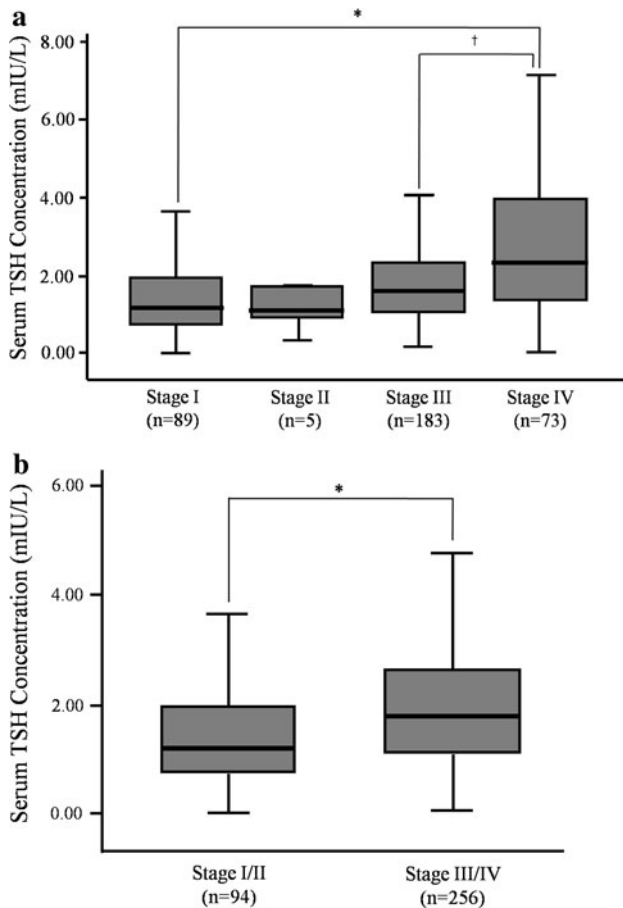 a
*
†
8.00
6.00
4.00
2.00
0.00
Serum TSH Concentration (mIU/L)
Stage I Stage II Stage III Stage IV
(n=89) (n=5) (n=183) (n=73)
b
*
6.00
4.00
2.00
0.00
Serum TSH Concentration (mIU/L)
Stage I/II Stage III/IV
(n=94) (n=256)